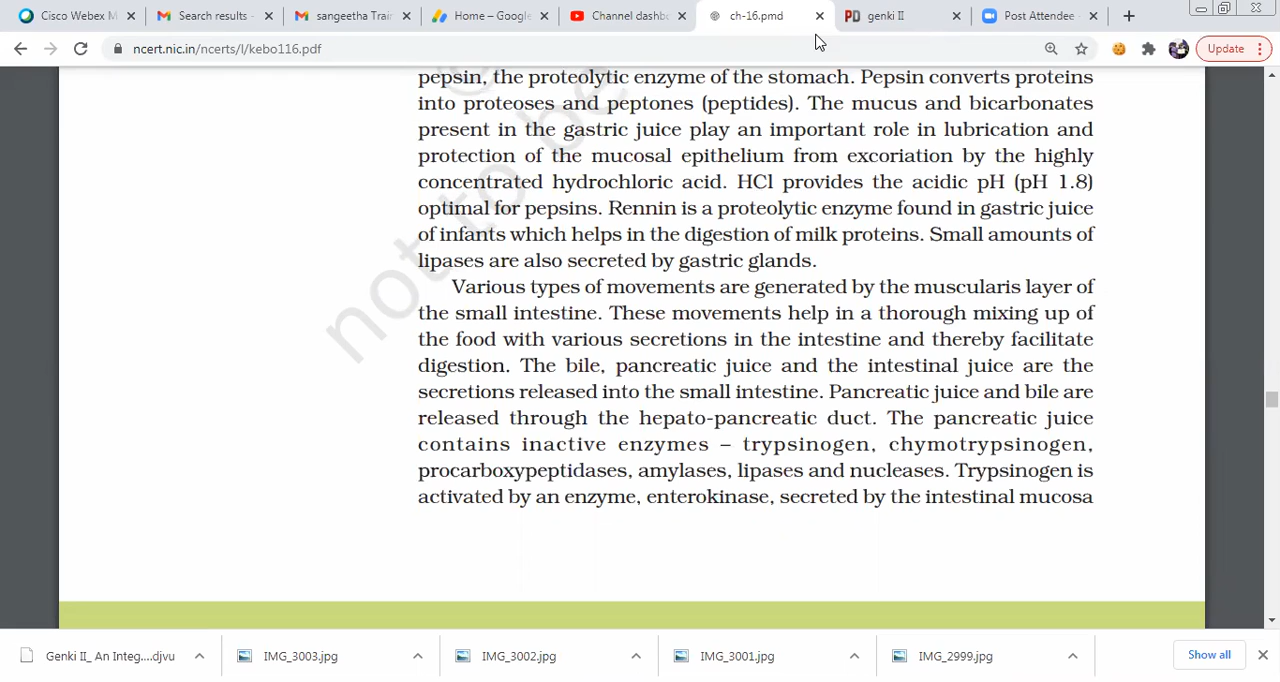 Cisco Webex M
Search results -
sangeetha Trai
Home – Google
Channel dashb
ch-16.pmd
PD genki II
Post Attendee -
ncert.nic.in/ncerts/l/kebo116.pdf
Update
pepsin, the proteolytic enzyme of the stomach. Pepsin converts proteins
into proteoses and peptones (peptides). The mucus and bicarbonates
present in the gastric juice play an important role in lubrication and
protection of the mucosal epithelium from excoriation by the highly
concentrated hydrochloric acid. HCl provides the acidic pH (pH 1.8)
optimal for pepsins. Rennin is a proteolytic enzyme found in gastric juice
of infants which helps in the digestion of milk proteins. Small amounts of
lipases are also secreted by gastric glands.
Various types of movements are generated by the muscularis layer of
the small intestine. These movements help in a thorough mixing up of
the food with various secretions in the intestine and thereby facilitate
digestion. The bile, pancreatic juice and the intestinal juice are the
secretions released into the small intestine. Pancreatic juice and bile are
released through the hepato-pancreatic duct. The pancreatic juice
contains inactive enzymes – trypsinogen, chymotrypsinogen,
procarboxypeptidases, amylases, lipases and nucleases. Trypsinogen is
activated by an enzyme, enterokinase, secreted by the intestinal mucosa
not to be
Genki II_ An Integ....djvu
IMG_3003.jpg
IMG_3002.jpg
IMG_3001.jpg
IMG_2999.jpg
Show all